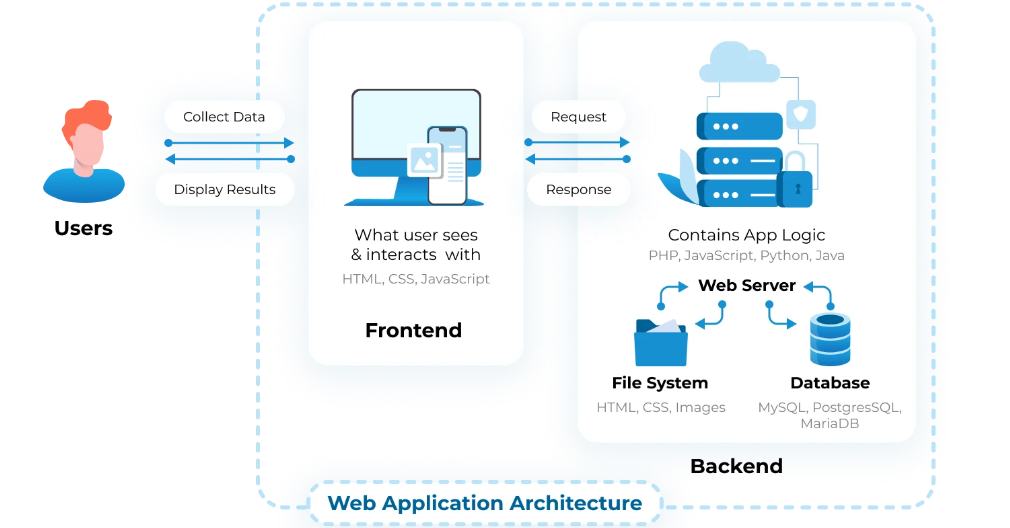 Collect Data
Display Results
Users
What user sees
& interacts with
HTML, CSS, JavaScript
Frontend
Request
Response
Contains App Logic
PHP, JavaScript, Python, Java
Web Server
File System
HTML, CSS, Images
Database
MySQL, PostgresSQL,
MariaDB
Backend
Web Application Architecture